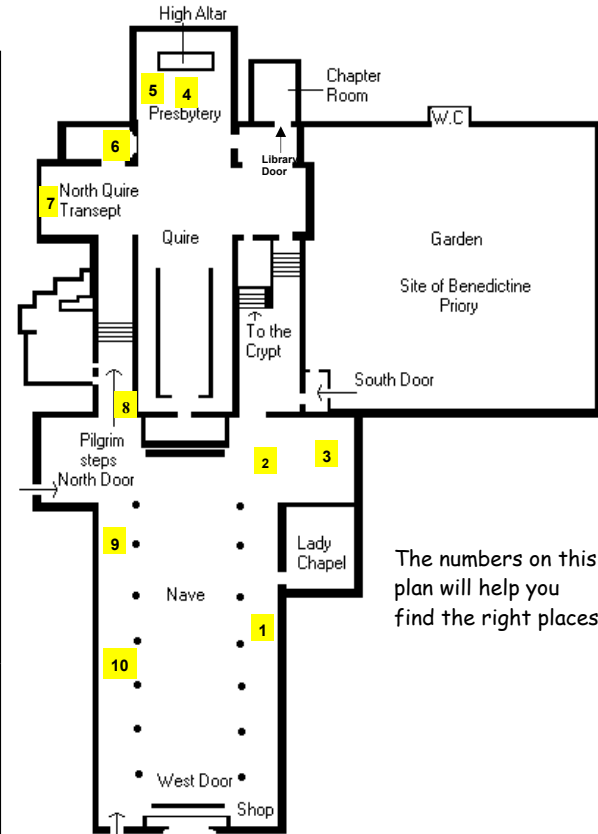 High Altar
Chapter
Room
5
4
Presbytery
W.C
6
Library
Door
7
North Quire
Transept
Quire
Garden
Site of Benedictine
Priory
To the
Crypt
South Door
8
Pilgrim
steps
North Door
2
3
9
Lady
Chapel
The numbers on this
plan will help you
find the right places
Nave
1
10
West Door
Shop